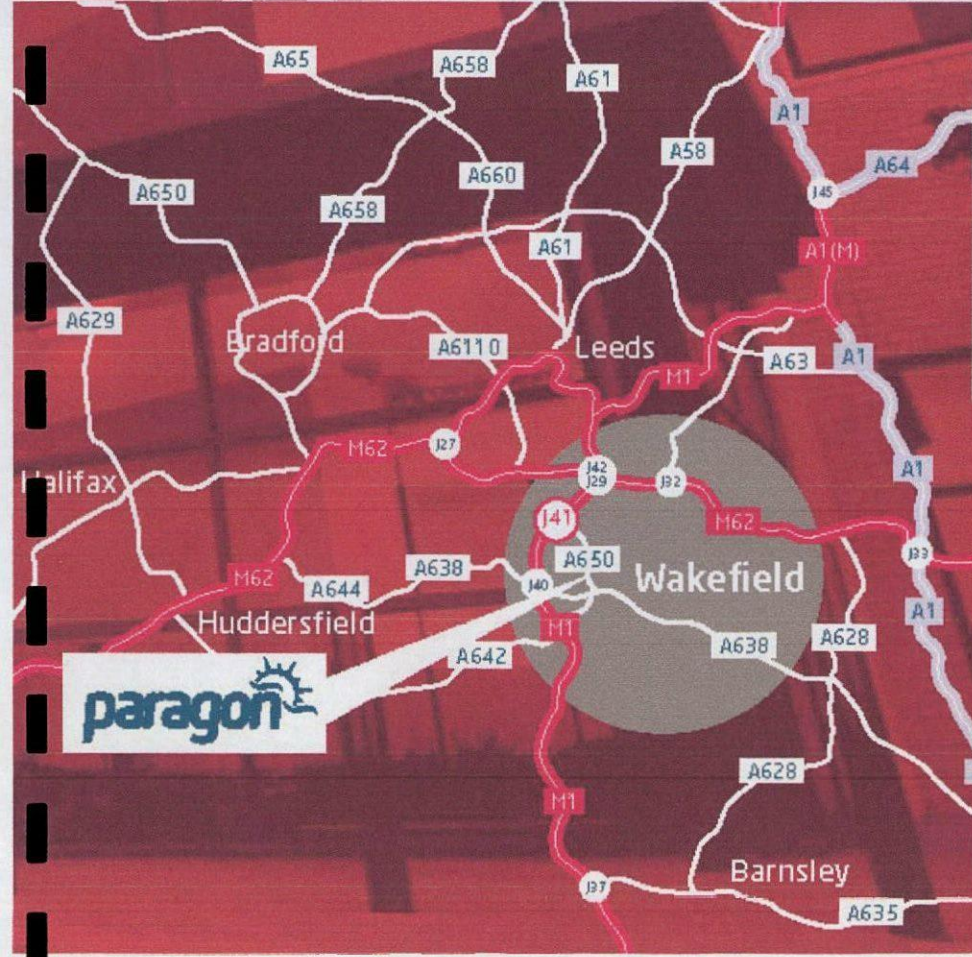 A65
A658
A61
A1
A58
A64
A650
A660
J45
A658
A61
A1(M)
A629
Bradford
A6110
Leeds
A63
A1
M1
J27
M62
J42
J29
J32
A1
Halifax
J41
M62
J33
A650
Wakefield
M62
A644
A638
J40
A1
Huddersfield
M1
A638
A628
A642
paragon
A628
M1
Barnsley
J37
A635